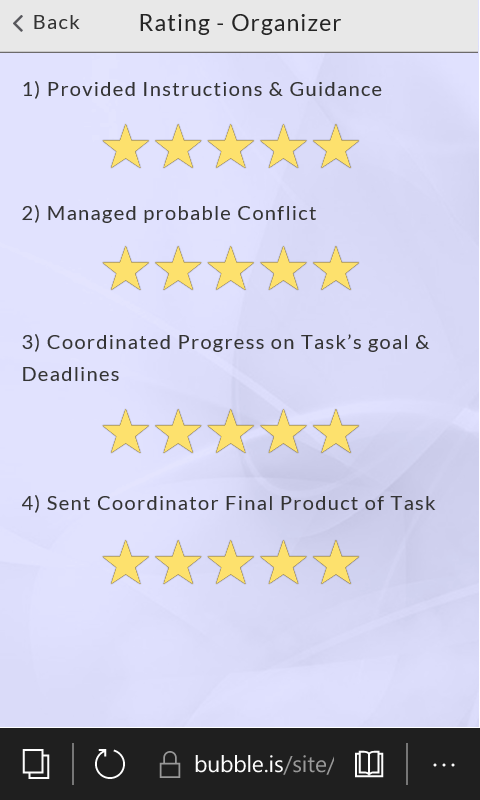 Back Rating - Organizer
1) Provided Instructions & Guidance
2) Managed probable Conflict
3) Coordinated Progress on Task’s goal &
Deadlines
4) Sent Coordinator Final Product of Task
bubble.is/site/